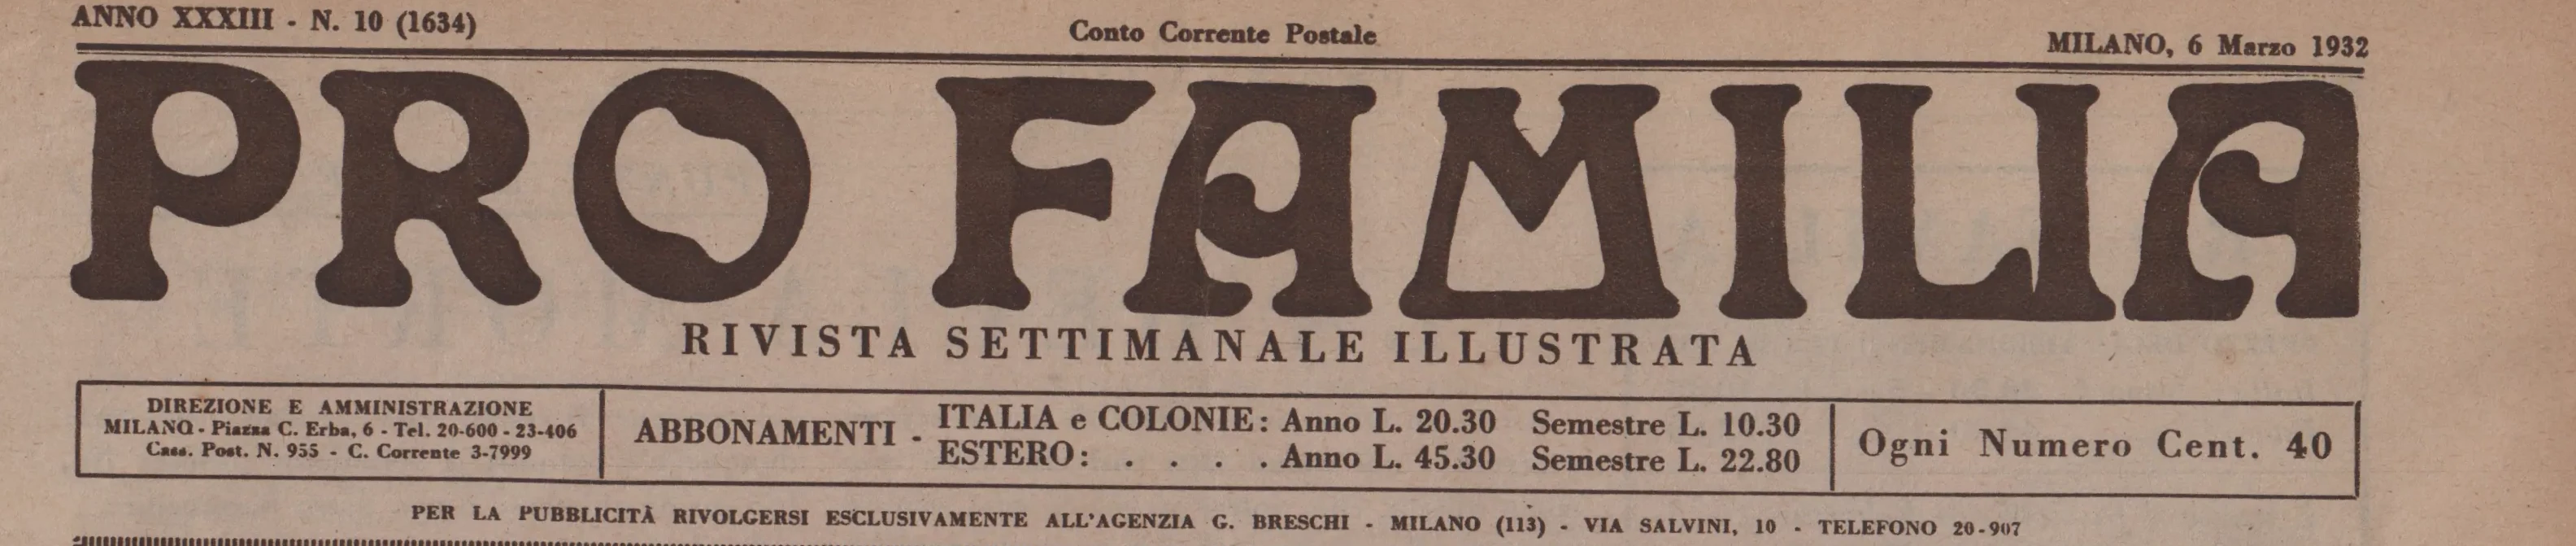 ANNO XXXIII - N. 10 (1634)
Conto Corrente Postale
MILANO, 6 Marzo 1932
PRO FAMILIA
RIVISTA SETTIMANALE ILLUSTRATA
DIREZIONE E AMMINISTRAZIONE
MILANO - Piazza C. Erba, 6 - Tel. 20-600 - 23-406
Cass. Post. N. 955 - C. Corrente 3-7999
ABBONAMENTI -
ITALIA e COLONIE: Anno L. 20.30 Semestre L. 10.30
ESTERO: . . . . Anno L. 45.30 Semestre L. 22.80
Ogni Numero Cent. 40
PER LA PUBBLICITÀ RIVOLGERSI ESCLUSIVAMENTE ALL'AGENZIA G. BRESCHI - MILANO (113) - VIA SALVINI, 10 - TELEFONO 20-907